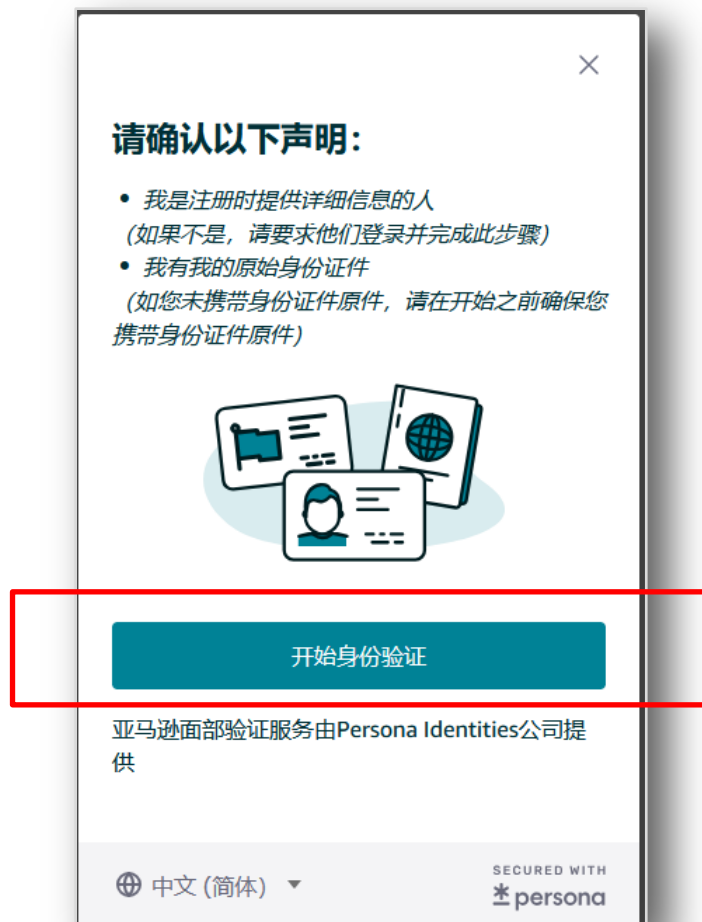 请确认以下声明：
• 我是注册时提供详细信息的人
（如果不是，请要求他们登录并完成此步骤）
• 我有我的原始身份证件
（如您未携带身份证件原件，请在开始之前确保您
携带身份证件原件）
开始身份验证
亚马逊面部验证服务由Persona Identities公司提
供
中文 (简体)
SECURED WITH
persona